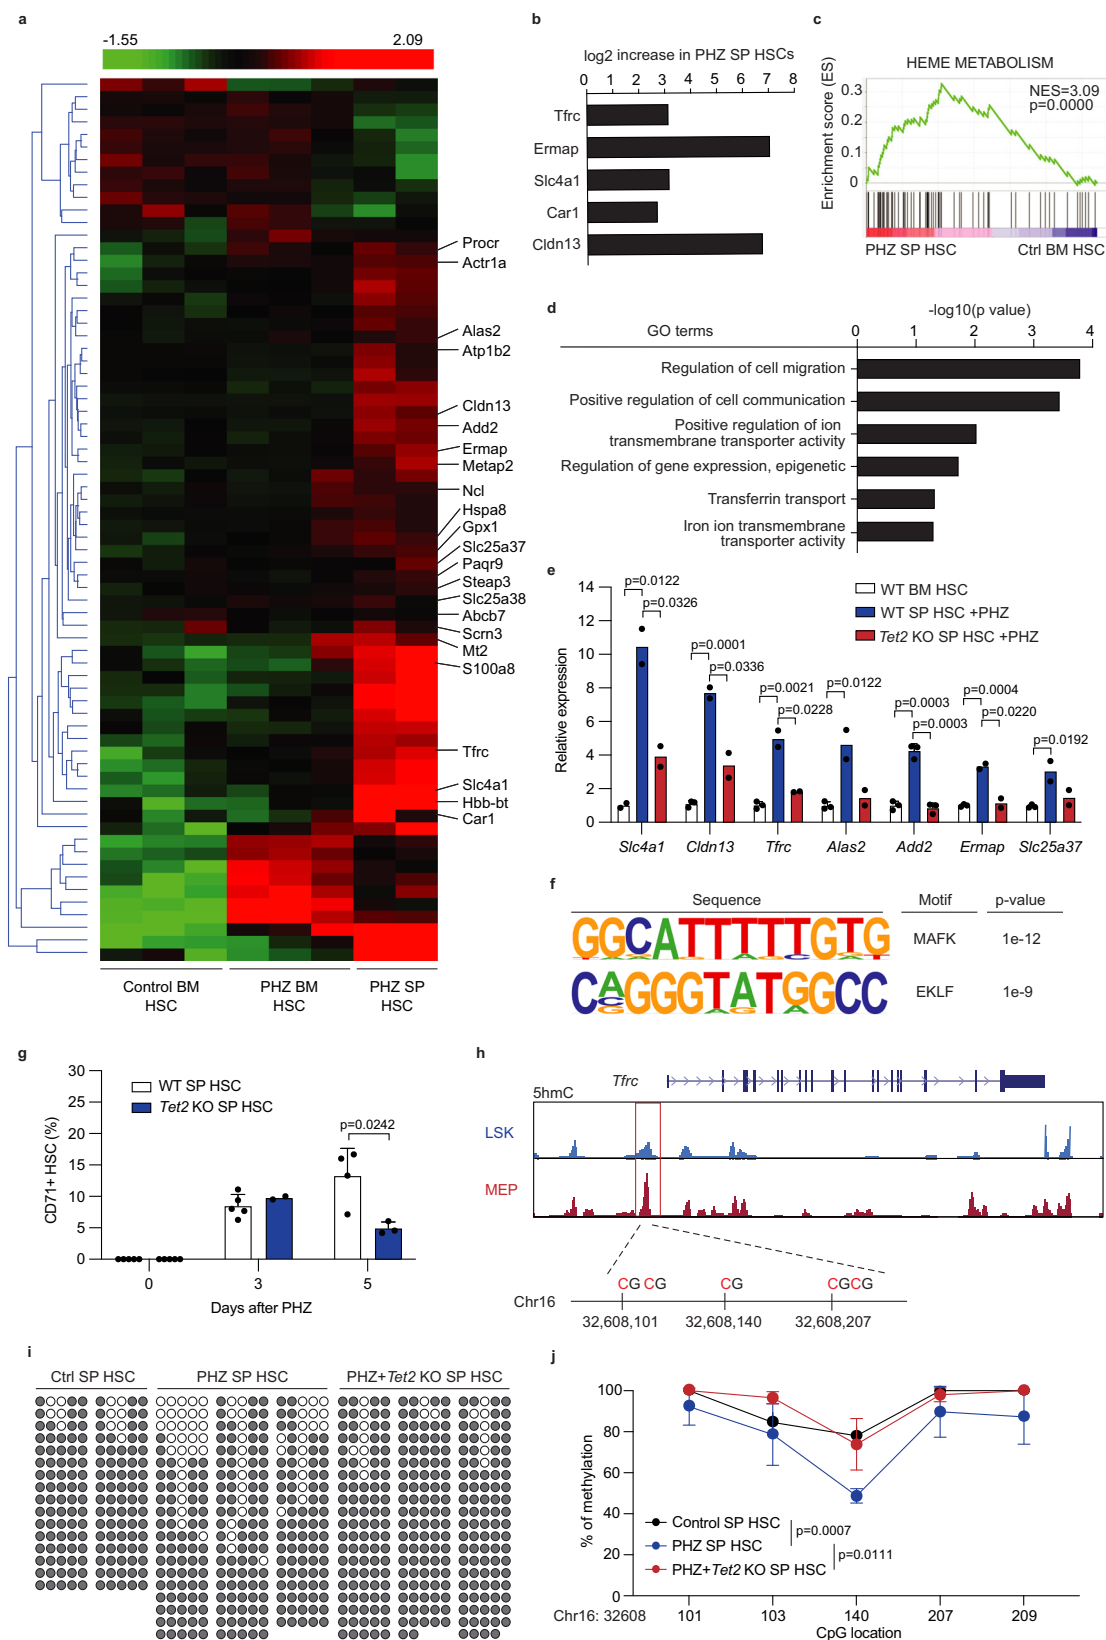 a
-1.55
2.09
Procr
Actr1a
Alas2
Atp1b2
Cldn13
Add2
Ermap
Metap2
Ncl
Hspa8
Gpx1
Slc25a37
Paqr9
Steap3
Slc25a38
Abcb7
Scrn3
Mt2
S100a8
Tfrc
Slc4a1
Hbb-bt
Car1
Control BM
HSC
PHZ BM
HSC
PHZ SP
HSC
b
log2 increase in PHZ SP HSCs
0 1 2 3 4 5 6 7 8
Tfrc
Ermap
Slc4a1
Car1
Cldn13
c
HEME METABOLISM
Enrichment score (ES)
0.3
0.2
0.1
0
NES=3.09
p=0.0000
PHZ SP HSC
Ctrl BM HSC
d
-log10(p value)
GO terms
0 1 2 3 4
Regulation of cell migration
Positive regulation of cell communication
Positive regulation of ion
transmembrane transporter activity
Regulation of gene expression, epigenetic
Transferrin transport
Iron ion transmembrane
transporter activity
e
Relative expression
14
12
10
8
6
4
2
0
WT BM HSC
WT SP HSC +PHZ
Tet2 KO SP HSC +PHZ
p=0.0122
p=0.0326
p=0.0001
p=0.0336
p=0.0021
p=0.0228
p=0.0122
p=0.0003
p=0.0003
p=0.0004
p=0.0220
p=0.0192
Slc4a1 Cldn13 Tfrc Alas2 Add2 Ermap Slc25a37
f
Sequence Motif p-value
GGCATTTTTGTG MAFK 1e-12
CAGGGTATGGCC EKLF 1e-9
g
CD71+ HSC (%)
30
25
20
15
10
5
0
WT SP HSC
Tet2 KO SP HSC
p=0.0242
0 3 5
Days after PHZ
h
Tfrc
5hmC
LSK
MEP
CG CG CG CGCG
Chr16
32,608,101 32,608,140 32,608,207
i
Ctrl SP HSC PHZ SP HSC PHZ+Tet2 KO SP HSC
j
% of methylation
100
80
60
40
20
0
Control SP HSC
PHZ SP HSC
PHZ+Tet2 KO SP HSC
p=0.0007
p=0.0111
Chr16: 32608 101 103 140 207 209
CpG location